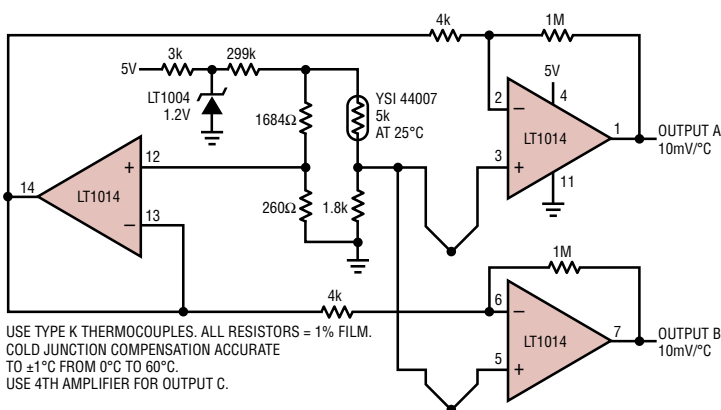 4k
1M
5V
3k
299k
LT1004
1.2V
1684Ω
YSI 44007
5k
AT 25°C
5V
2
4
–
LT1014
1
OUTPUT A
10mV/°C
3
+
11
12
+
14
LT1014
–
13
260Ω
1.8k
1M
4k
6
–
LT1014
7
OUTPUT B
10mV/°C
5
+
USE TYPE K THERMOCOUPLES. ALL RESISTORS = 1% FILM.
COLD JUNCTION COMPENSATION ACCURATE
TO ±1°C FROM 0°C TO 60°C.
USE 4TH AMPLIFIER FOR OUTPUT C.